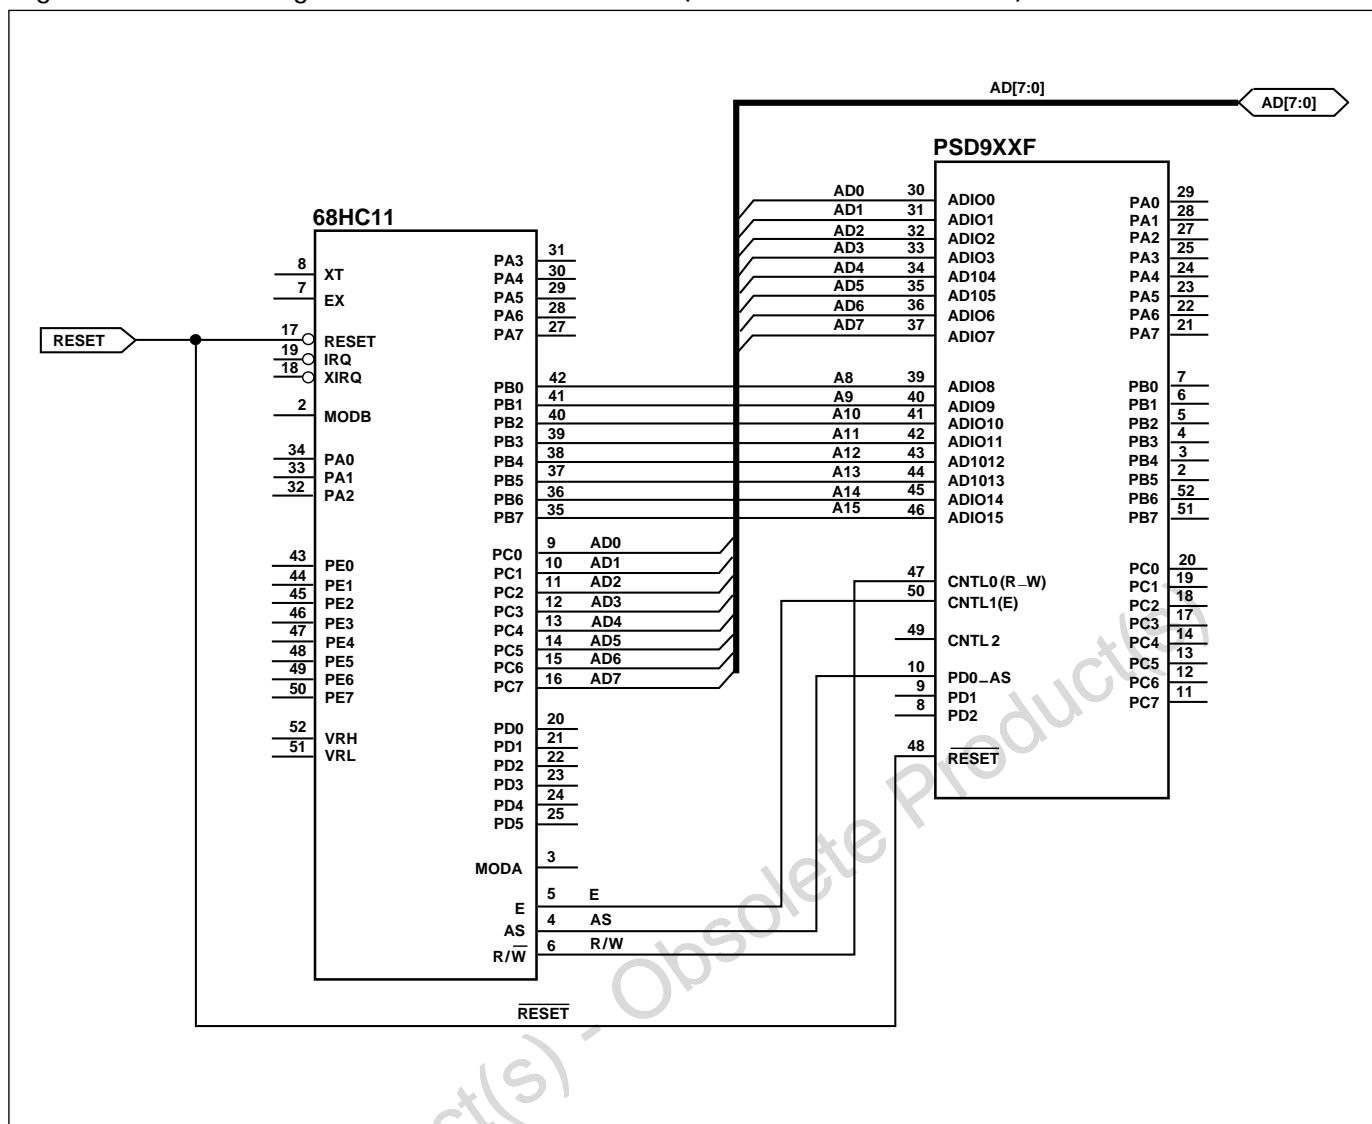 AD[7:0]
AD[7:0]
PSD9XXF
68HC11
RESET
8 XT
7 EX
17 RESET
19 IRQ
18 XIRQ
2 MODB
34 PA0
33 PA1
32 PA2
43 PE0
44 PE1
45 PE2
46 PE3
47 PE4
48 PE5
49 PE6
50 PE7
52 VRH
51 VRL
PA3 31
PA4 30
PA5 29
PA6 28
PA7 27
PB0 42
PB1 41
PB2 40
PB3 39
PB4 38
PB5 37
PB6 36
PB7 35
PC0 9 AD0
PC1 10 AD1
PC2 11 AD2
PC3 12 AD3
PC4 13 AD4
PC5 14 AD5
PC6 15 AD6
PC7 16 AD7
PD0 20
PD1 21
PD2 22
PD3 23
PD4 24
PD5 25
MODA 3
E 5 E
AS 4 AS
R/W 6 R/W
RESET
AD0 30 ADIO0
AD1 31 ADIO1
AD2 32 ADIO2
AD3 33 ADIO3
AD4 34 AD104
AD5 35 AD105
AD6 36 ADIO6
AD7 37 ADIO7
A8 39 ADIO8
A9 40 ADIO9
A10 41 ADIO10
A11 42 ADIO11
A12 43 AD1012
A13 44 AD1013
A14 45 ADIO14
A15 46 ADIO15
47 CNTL0(R_W)
50 CNTL1(E)
49 CNTL 2
10 PD0_AS
9 PD1
8 PD2
48 RESET
PA0 29
PA1 28
PA2 27
PA3 25
PA4 24
PA5 23
PA6 22
PA7 21
PB0 7
PB1 6
PB2 5
PB3 4
PB4 3
PB5 2
PB6 52
PB7 51
PC0 20
PC1 19
PC2 18
PC3 17
PC4 14
PC5 13
PC6 12
PC7 11
- Obsolete Product(s)